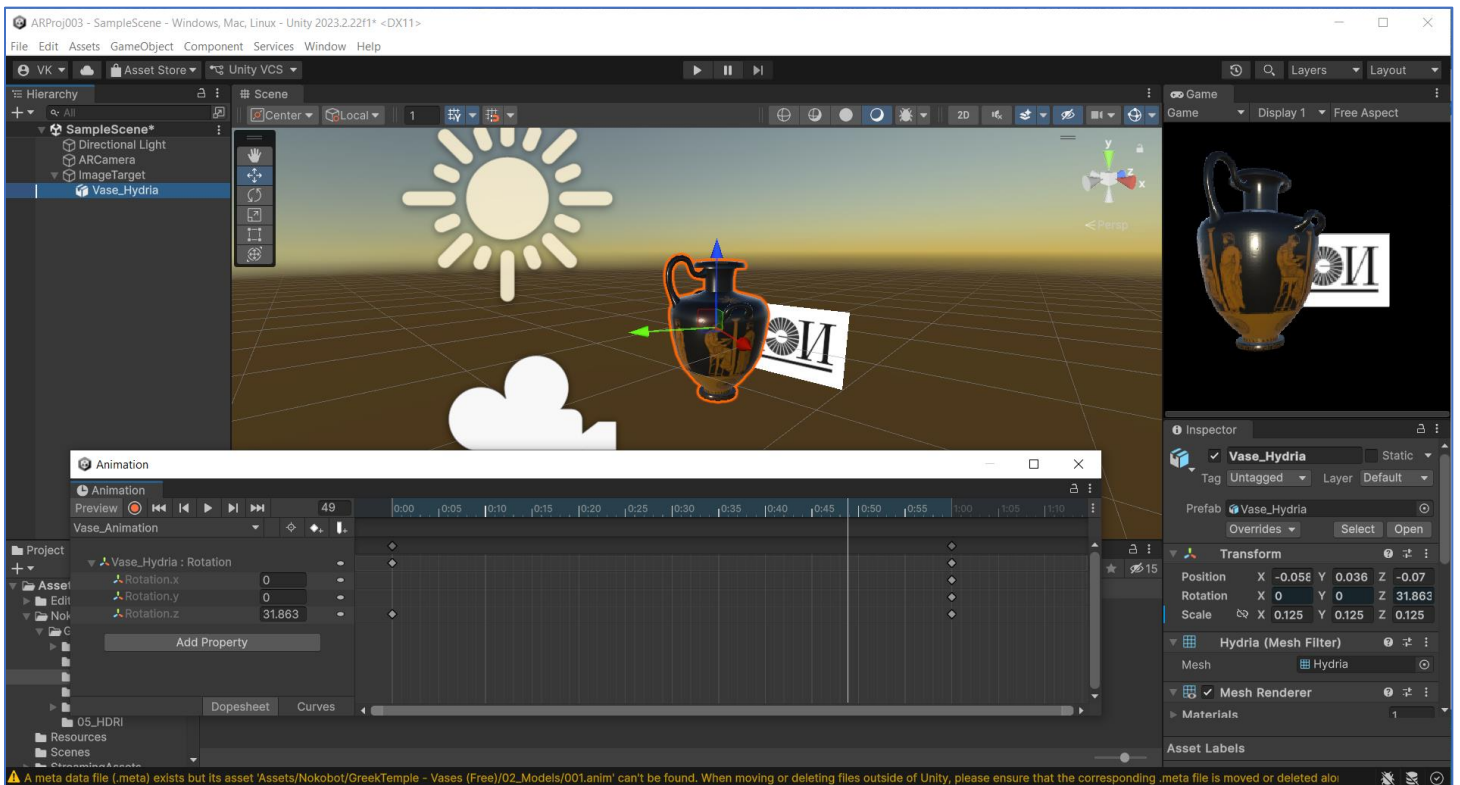 ARProj003 - SampleScene - Windows, Mac, Linux - Unity 2023.2.22f1* <DX11>
File Edit Assets GameObject Component Services Window Help
VK Asset Store Unity VCS Layers Layout
Hierarchy
All
SampleScene*
Directional Light
ARCamera
ImageTarget
Vase_Hydria
Scene
Center Local 1 2D
y
z
x
Persp
Game
Game Display 1 Free Aspect
Animation
Animation
Preview 49
0:00 0:05 0:10 0:15 0:20 0:25 0:30 0:35 0:40 0:45 0:50 0:55 1:00 1:05 1:10
Vase_Animation
Vase_Hydria : Rotation
Rotation.x 0
Rotation.y 0
Rotation.z 31.863
Add Property
Dopesheet Curves
Project
15
Asse
Edit
Nok
G
05_HDRI
Resources
Scenes
StreamingAssets
Inspector
Vase_Hydria Static
Tag Untagged Layer Default
Prefab Vase_Hydria
Overrides Select Open
Transform
Position X -0.058 Y 0.036 Z -0.07
Rotation X 0 Y 0 Z 31.863
Scale X 0.125 Y 0.125 Z 0.125
Hydria (Mesh Filter)
Mesh Hydria
Mesh Renderer
Materials 1
Asset Labels
A meta data file (.meta) exists but its asset 'Assets/Nokobot/GreekTemple - Vases (Free)/02_Models/001.anim' can't be found. When moving or deleting files outside of Unity, please ensure that the corresponding .meta file is moved or deleted alo